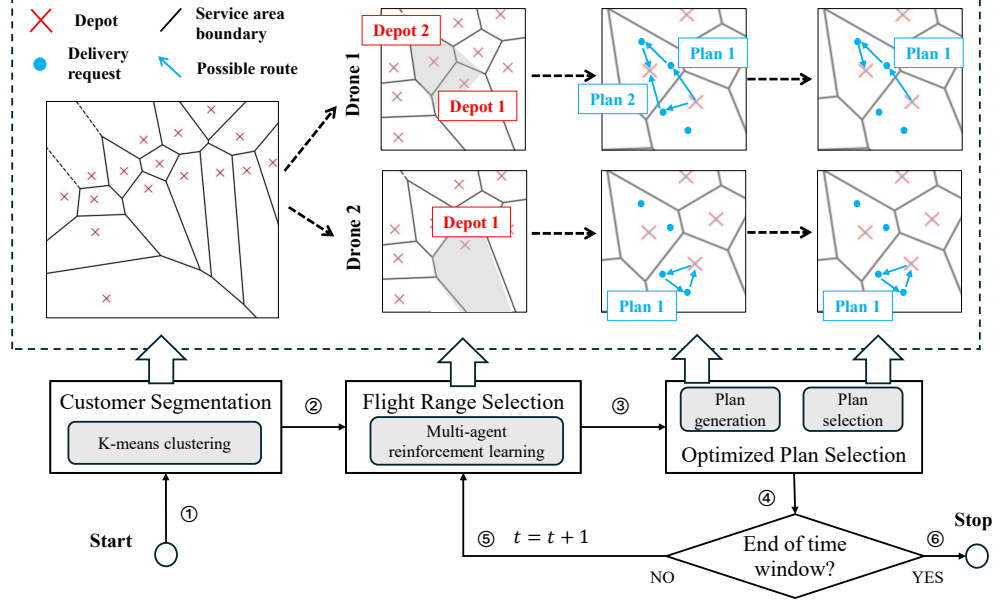 Depot
Service area
boundary
Delivery
request
Possible route
Drone 1
Depot 2
Depot 1
Plan 1
Plan 2
Plan 1
Drone 2
Depot 1
Plan 1
Plan 1
Customer Segmentation
K-means clustering
②
Flight Range Selection
Multi-agent
reinforcement learning
③
Plan
generation
Plan
selection
Optimized Plan Selection
①
Start
④
⑤
t = t + 1
End of time
window?
NO
YES
⑥
Stop